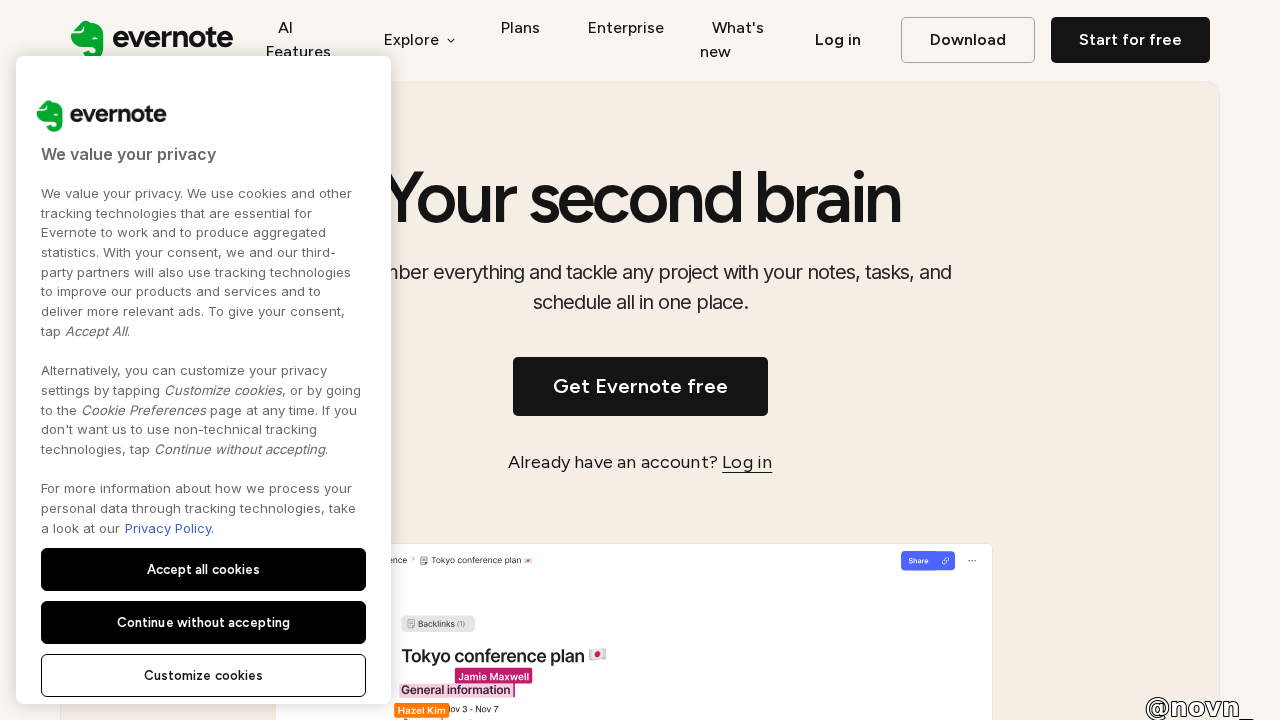 evernote
AI Features
Explore
Plans
Enterprise
What's new
Log in
Download
Start for free
evernote
We value your privacy
We value your privacy. We use cookies and other
tracking technologies that are essential for
Evernote to work and to produce aggregated
statistics. With your consent, we and our third-
party partners will also use tracking technologies
to improve our products and services and to
deliver more relevant ads. To give your consent,
tap Accept All.
Alternatively, you can customize your privacy
settings by tapping Customize cookies, or by going
to the Cookie Preferences page at any time. If you
don't want us to use non-technical tracking
technologies, tap Continue without accepting.
For more information about how we process your
personal data through tracking technologies, take
a look at our Privacy Policy.
Accept all cookies
Continue without accepting
Customize cookies
Your second brain
everything and tackle any project with your notes, tasks, and
schedule all in one place.
Get Evernote free
Already have an account? Log in
Tokyo conference plan
Share
Backlinks (1)
Tokyo conference plan
Jamie Maxwell
General information
Hazel Kim
Nov 3 - Nov 7
@novn_